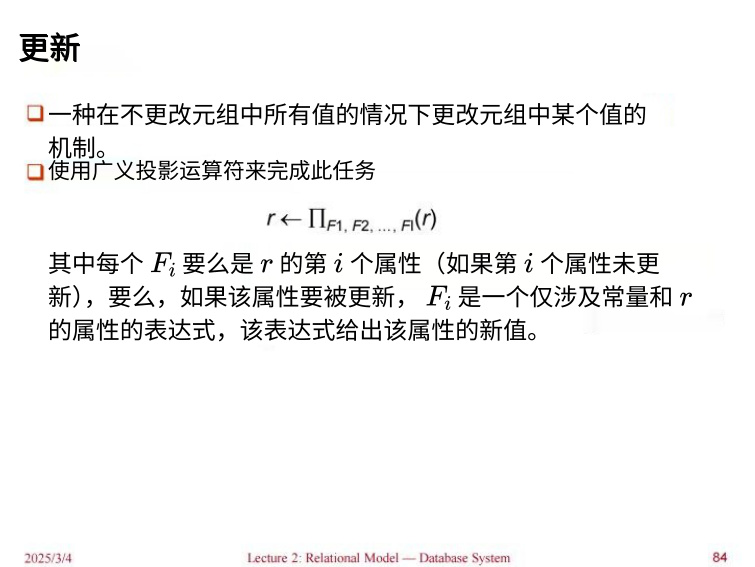 更新
一种在不更改元组中所有值的情况下更改元组中某个值的
机制。
使用广义投影运算符来完成此任务
r ← ∏F1, F2, ..., Fl(r)
其中每个 Fi 要么是 r 的第 i 个属性（如果第 i 个属性未更
新），要么，如果该属性要被更新， Fi 是一个仅涉及常量和 r
的属性的表达式，该表达式给出该属性的新值。
2025/3/4 Lecture 2: Relational Model — Database System 84